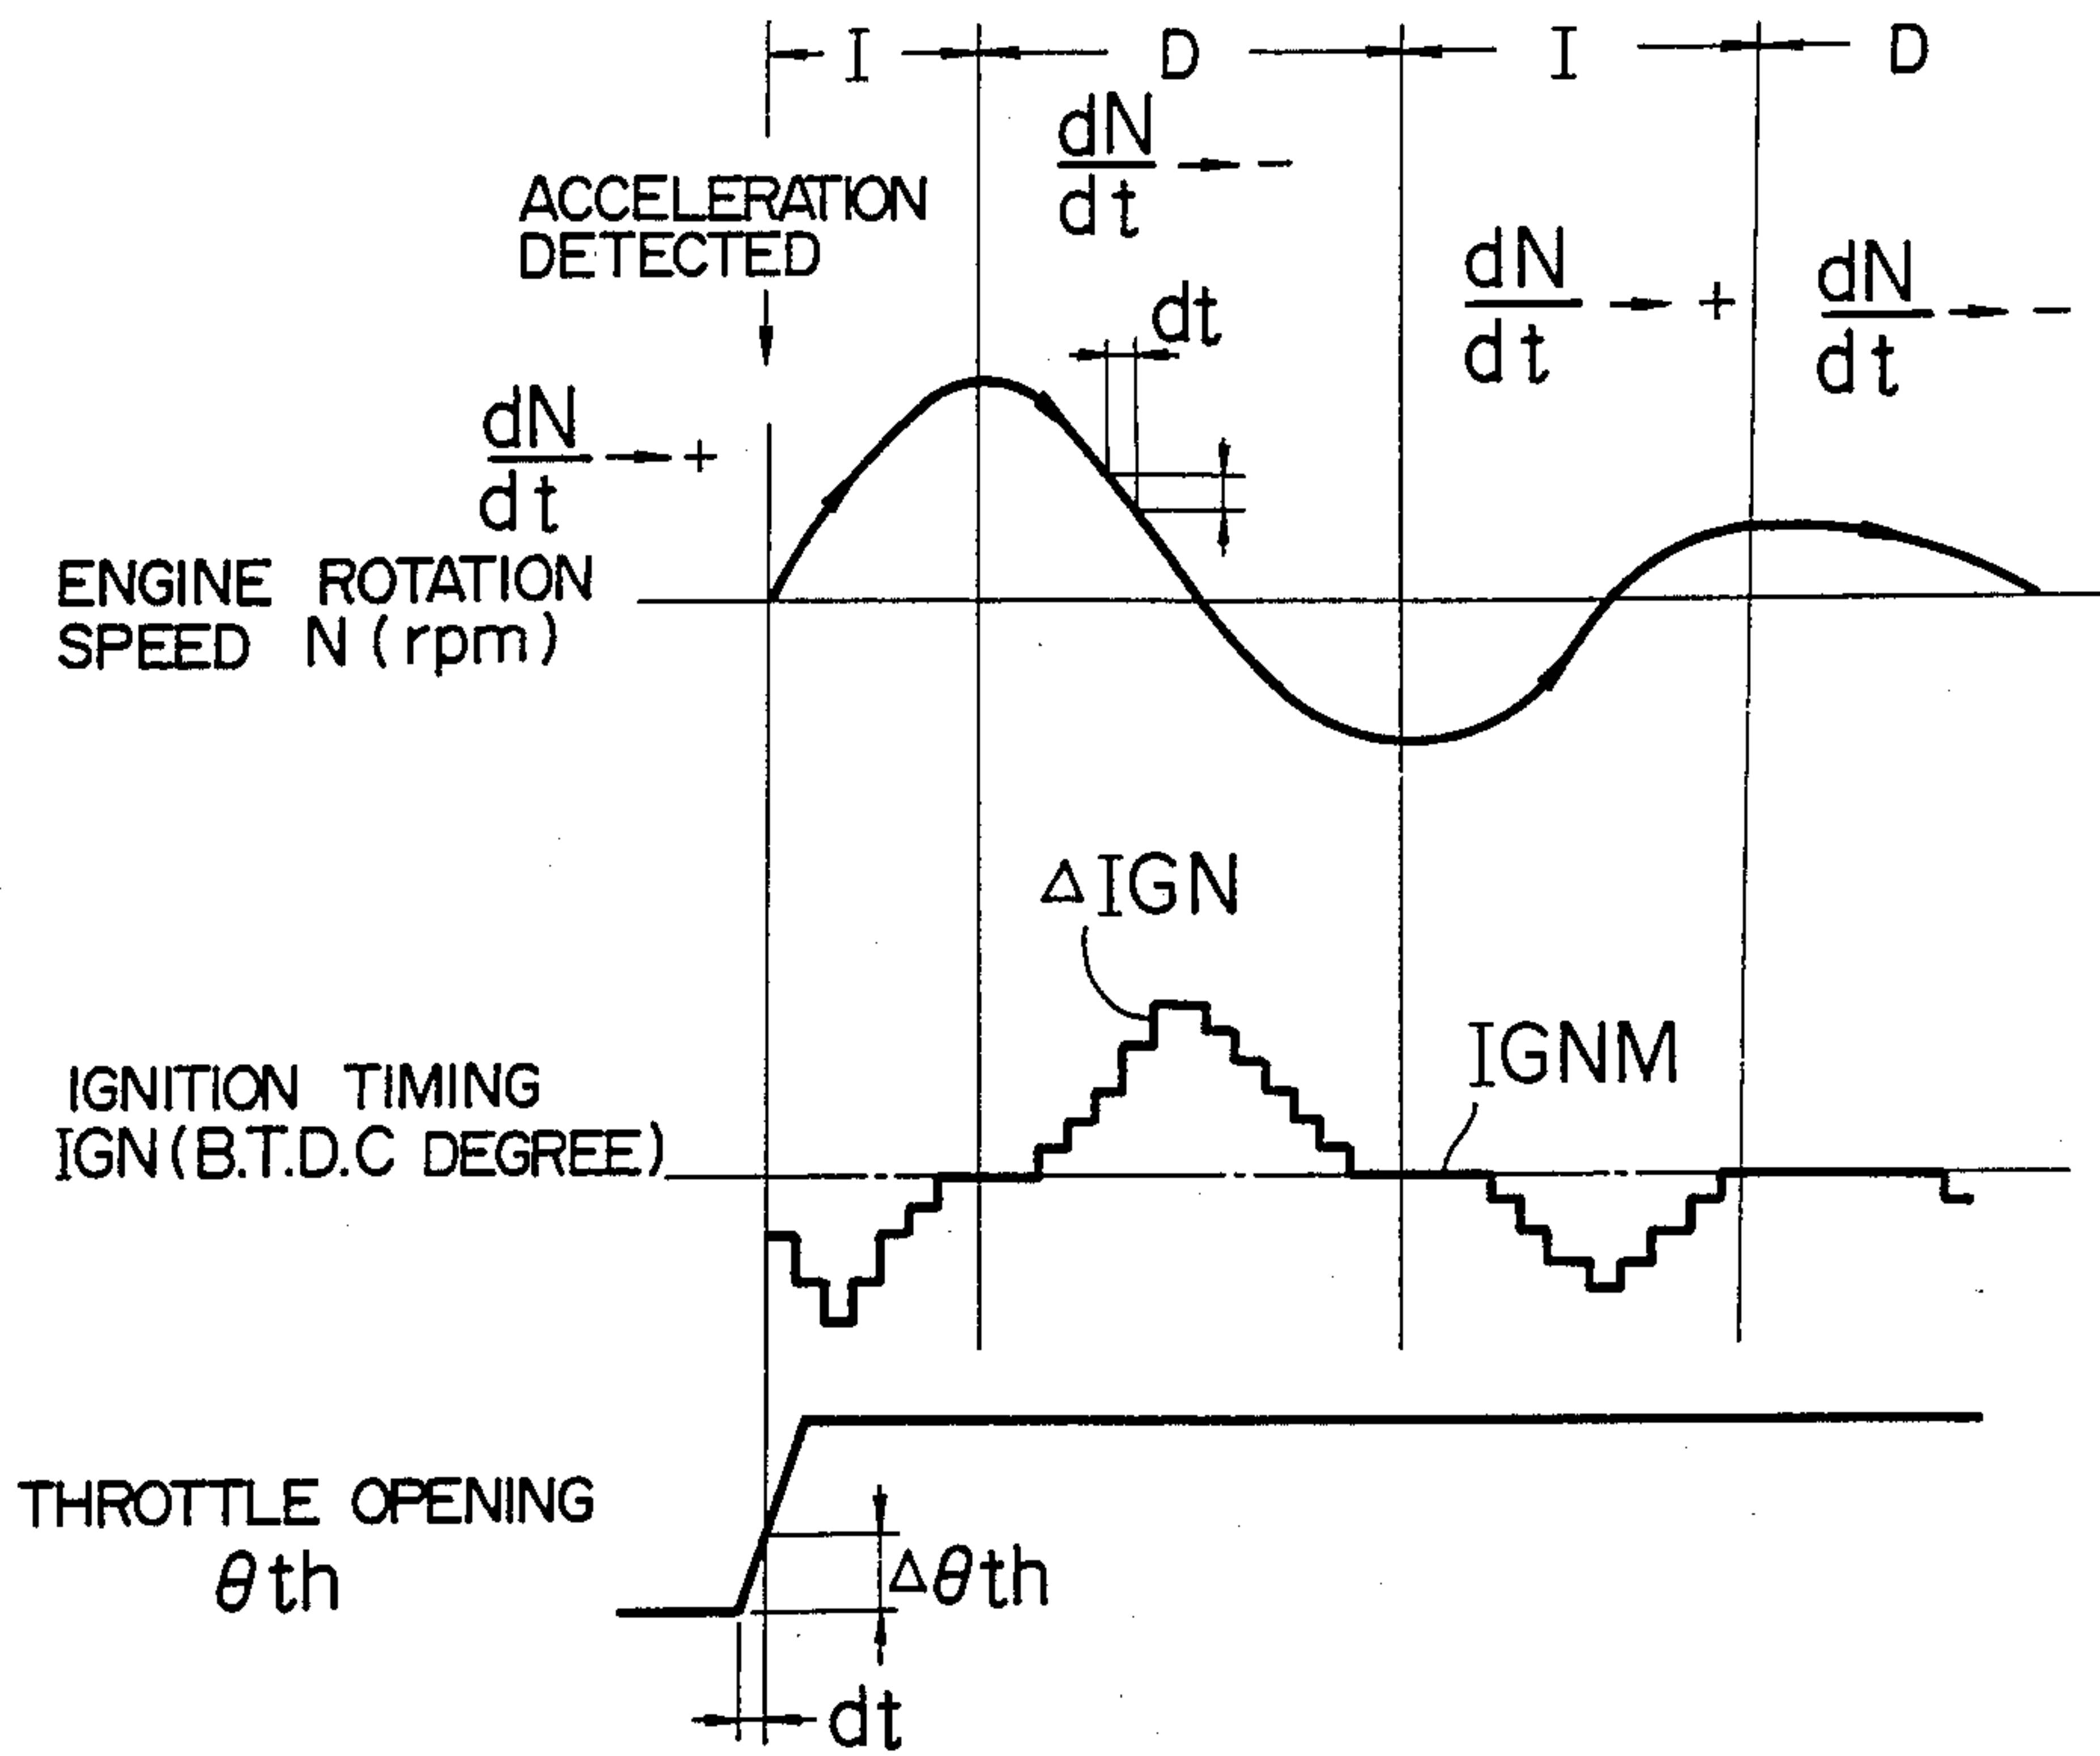 I D I D
dN
dt → -
ACCELERATION
DETECTED
dN
dt → +
dN
dt → -
dt
dN
dt → +
ENGINE ROTATION
SPEED N (rpm)
ΔIGN
IGNM
IGNITION TIMING
IGN (B.T.D.C DEGREE)
THROTTLE OPENING
θth
Δθth
dt